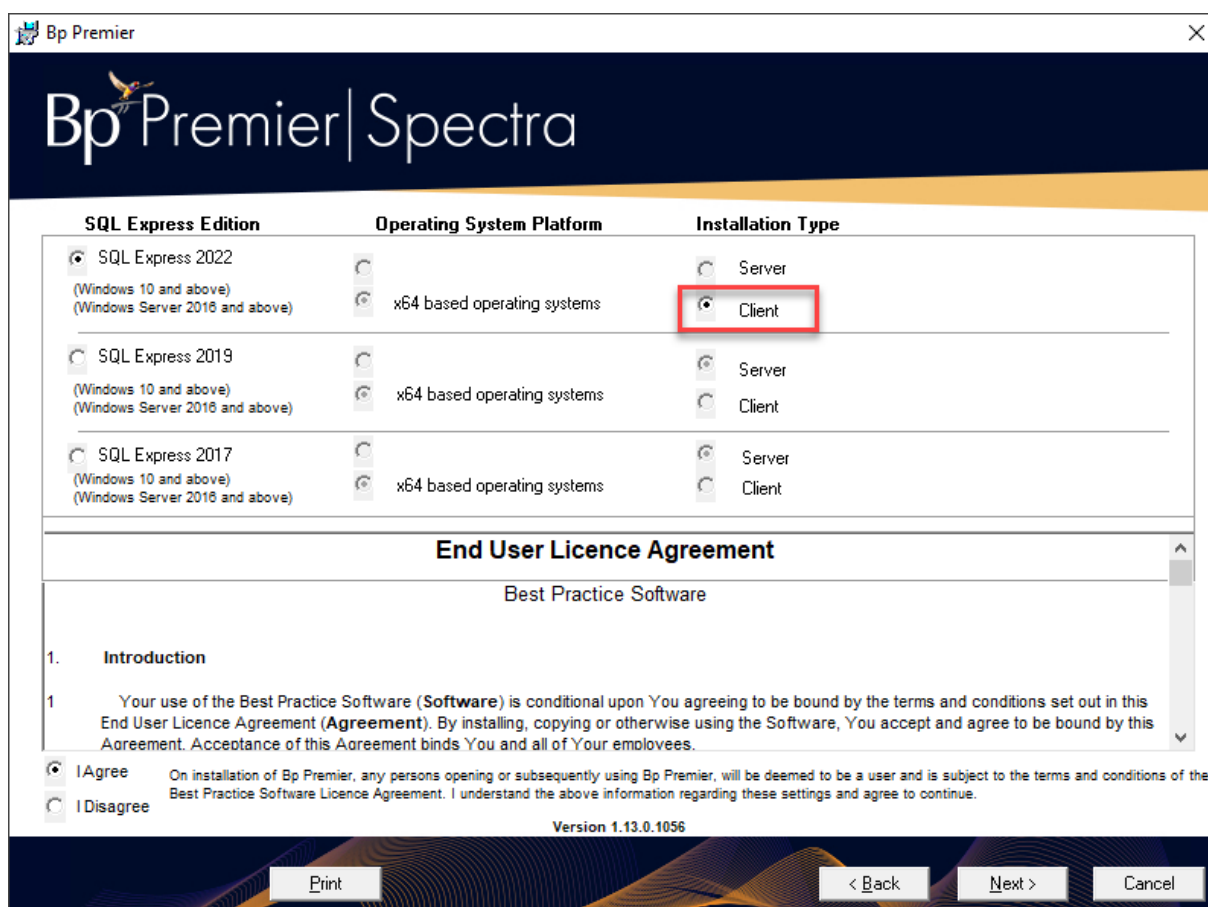 Bp Premier
Bp Premier | Spectra
SQL Express Edition Operating System Platform Installation Type
SQL Express 2022
Server
(Windows 10 and above)
(Windows Server 2016 and above)
x64 based operating systems
Client
SQL Express 2019
Server
(Windows 10 and above)
(Windows Server 2016 and above)
x64 based operating systems
Client
SQL Express 2017
Server
(Windows 10 and above)
(Windows Server 2016 and above)
x64 based operating systems
Client
End User Licence Agreement
Best Practice Software
1. Introduction
1 Your use of the Best Practice Software (Software) is conditional upon You agreeing to be bound by the terms and conditions set out in this
End User Licence Agreement (Agreement). By installing, copying or otherwise using the Software, You accept and agree to be bound by this
Agreement. Acceptance of this Agreement binds You and all of Your employees.
I Agree
On installation of Bp Premier, any persons opening or subsequently using Bp Premier, will be deemed to be a user and is subject to the terms and conditions of the
Best Practice Software Licence Agreement. I understand the above information regarding these settings and agree to continue.
I Disagree
Version 1.13.0.1056
Print < Back Next > Cancel